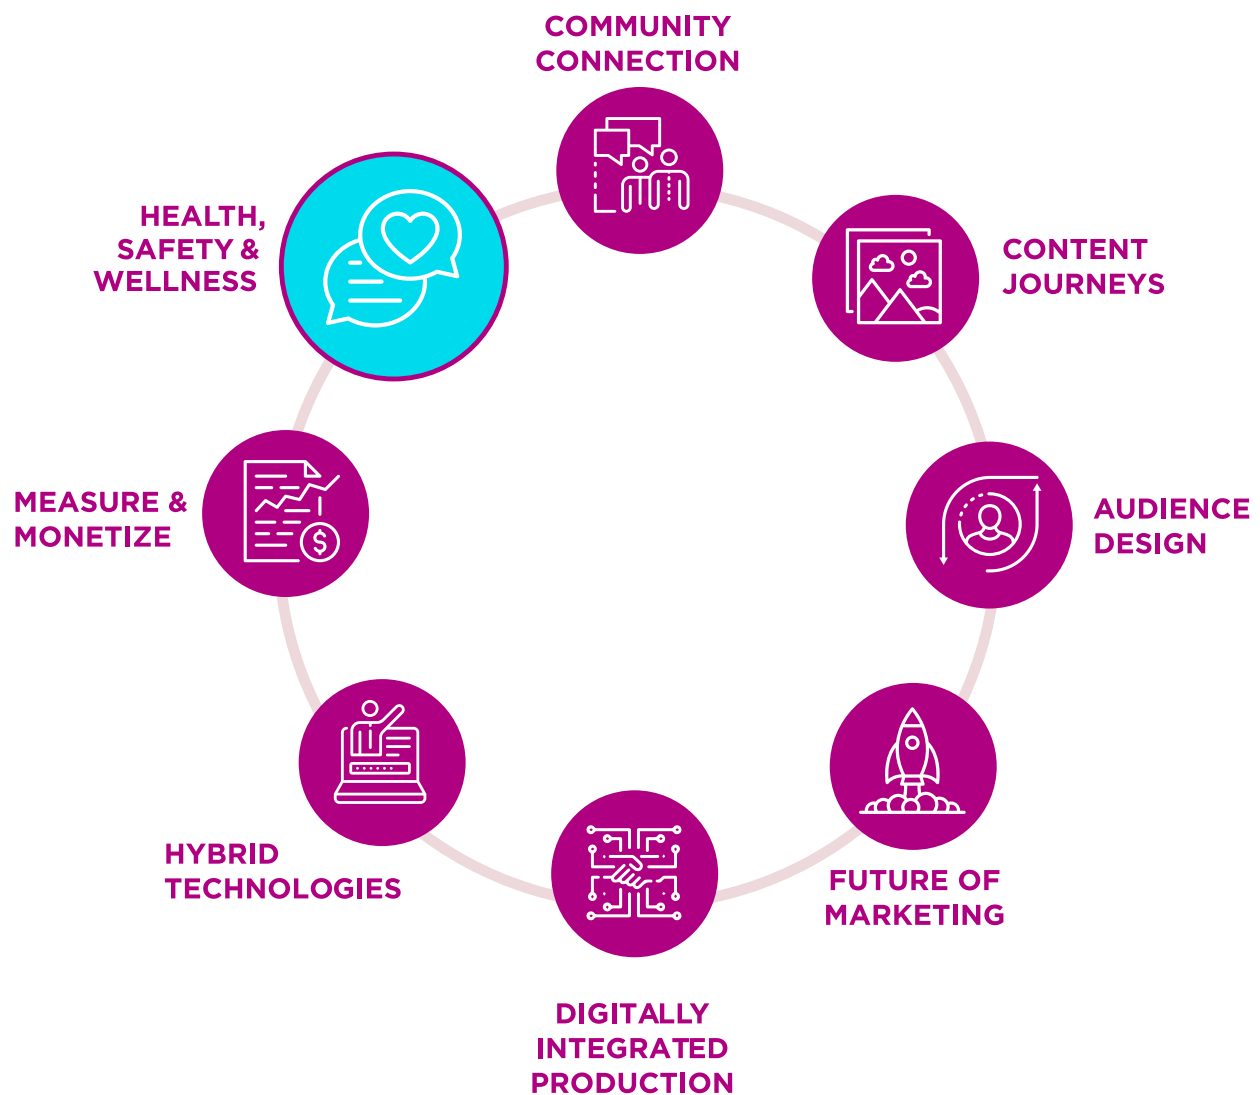 COMMUNITY
CONNECTION
CONTENT
JOURNEYS
AUDIENCE
DESIGN
FUTURE OF
MARKETING
DIGITALLY
INTEGRATED
PRODUCTION
HYBRID
TECHNOLOGIES
MEASURE &
MONETIZE
$
HEALTH,
SAFETY &
WELLNESS